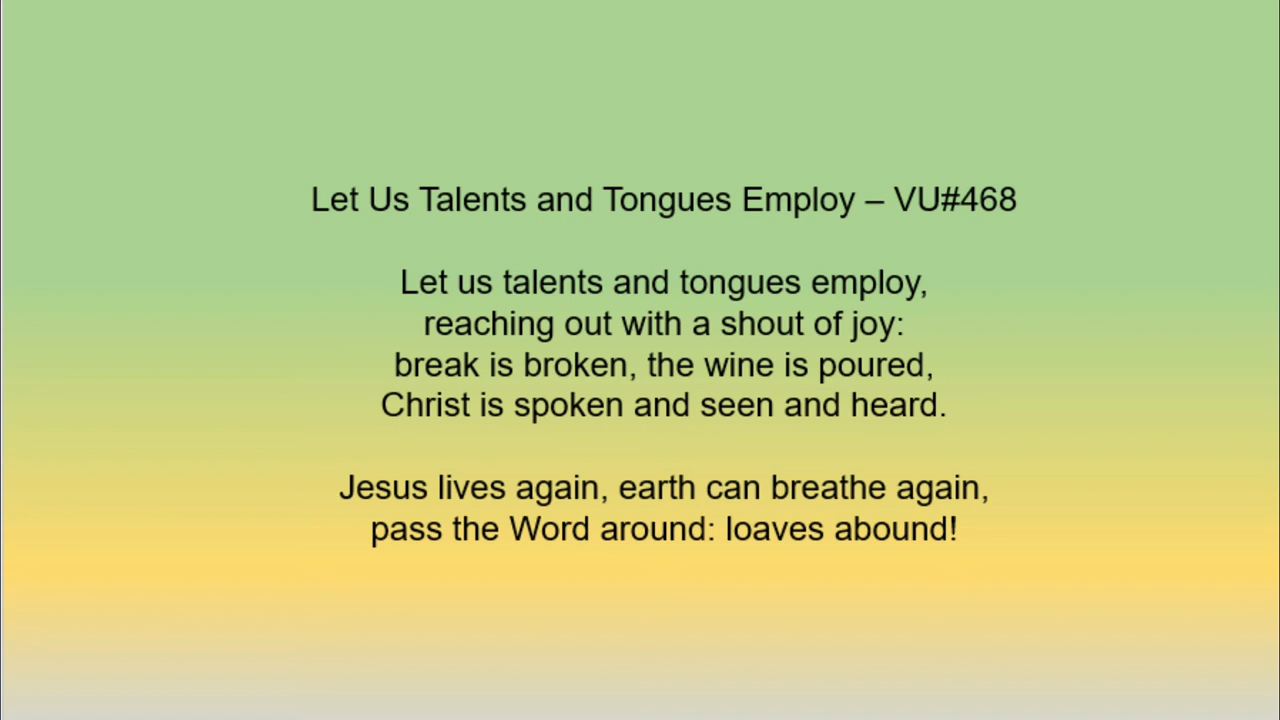 Let Us Talents and Tongues Employ – VU#468
Let us talents and tongues employ,
reaching out with a shout of joy:
break is broken, the wine is poured,
Christ is spoken and seen and heard.
Jesus lives again, earth can breathe again,
pass the Word around: loaves abound!